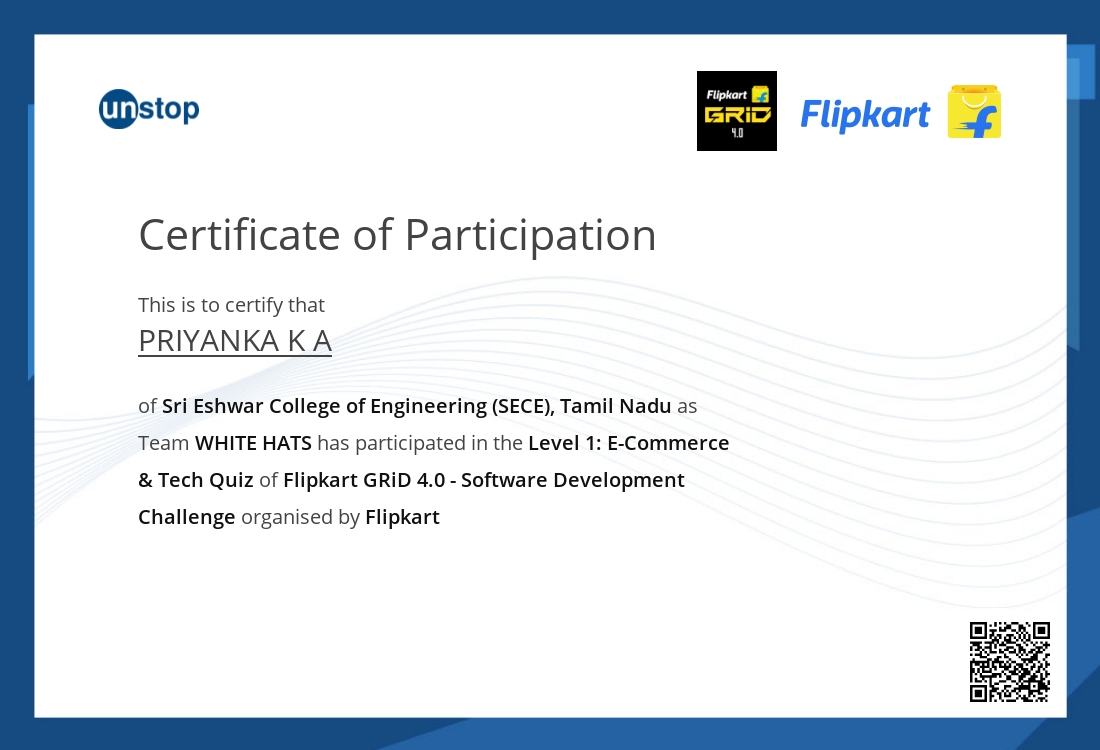 unstop
Flipkart
GRiD
4.0
Flipkart
Certificate of Participation
This is to certify that
PRIYANKA K A
of Sri Eshwar College of Engineering (SECE), Tamil Nadu as
Team WHITE HATS has participated in the Level 1: E-Commerce
& Tech Quiz of Flipkart GRiD 4.0 - Software Development
Challenge organised by Flipkart